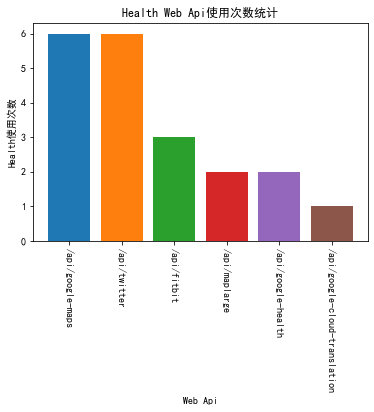 Health Web Api使用次数统计
Health使用次数
6
5
4
3
2
1
0
/api/google-maps
/api/twitter
/api/fitbit
/api/maplarge
/api/google-health
/api/google-cloud-translation
Web Api